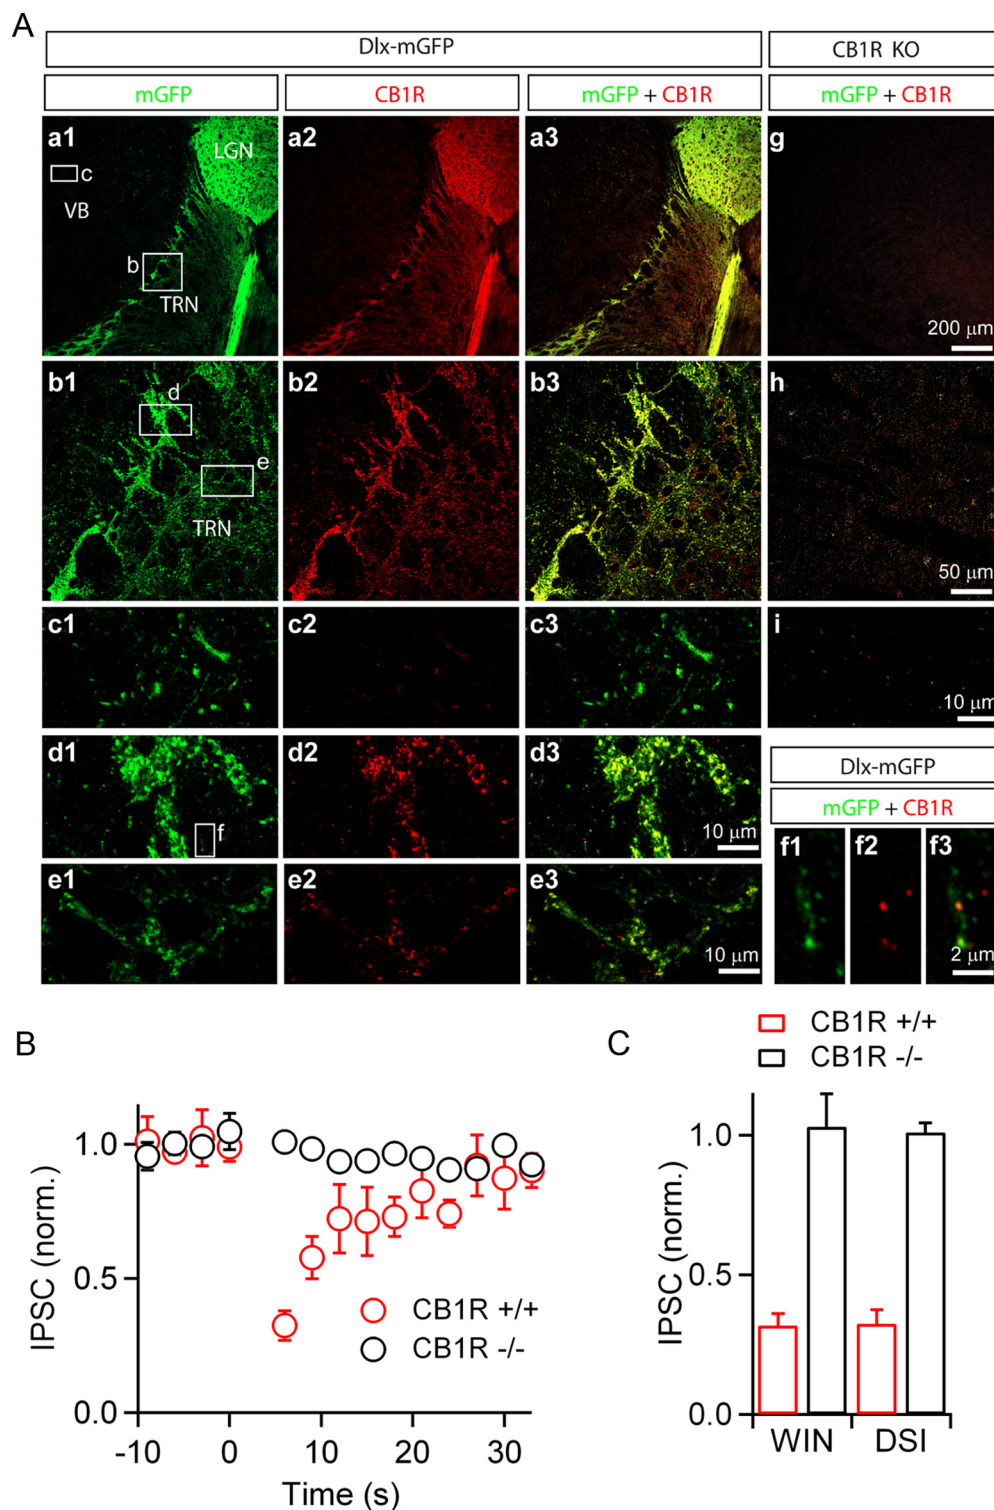 A
Dlx-mGFP
CB1R KO
mGFP
CB1R
mGFP + CB1R
mGFP + CB1R
a1
LGN
c
VB
b
TRN
a2
a3
g
200 μm
b1
d
e
TRN
b2
b3
h
50 μm
c1
c2
c3
i
10 μm
d1
f
d2
d3
10 μm
Dlx-mGFP
mGFP + CB1R
f1
f2
f3
2 μm
e1
e2
e3
10 μm
B
IPSC (norm.)
1.0
0.5
0.0
-10
0
10
20
30
Time (s)
CB1R +/+
CB1R -/-
C
CB1R +/+
CB1R -/-
IPSC (norm.)
1.0
0.5
0.0
WIN
DSI